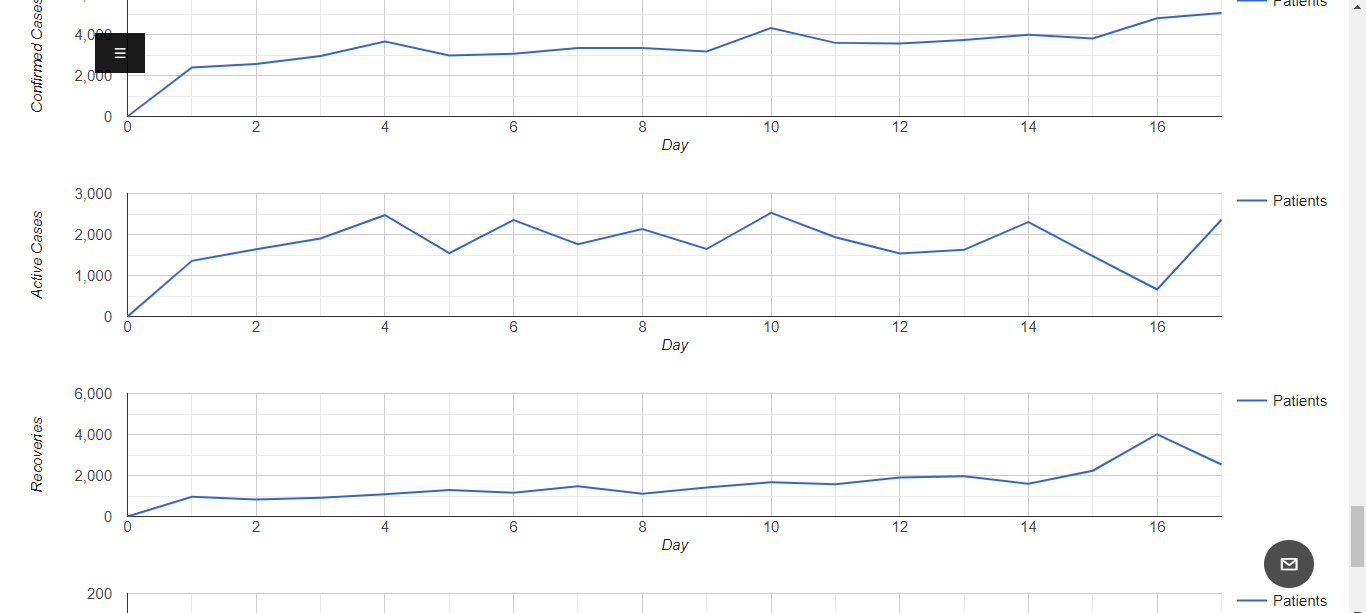 Patients
Confirmed Cases
4,000
2,000
0
0 2 4 6 8 10 12 14 16
Day
Patients
Active Cases
3,000
2,000
1,000
0
0 2 4 6 8 10 12 14 16
Day
Patients
Recoveries
6,000
4,000
2,000
0
0 2 4 6 8 10 12 14 16
Day
200
Patients